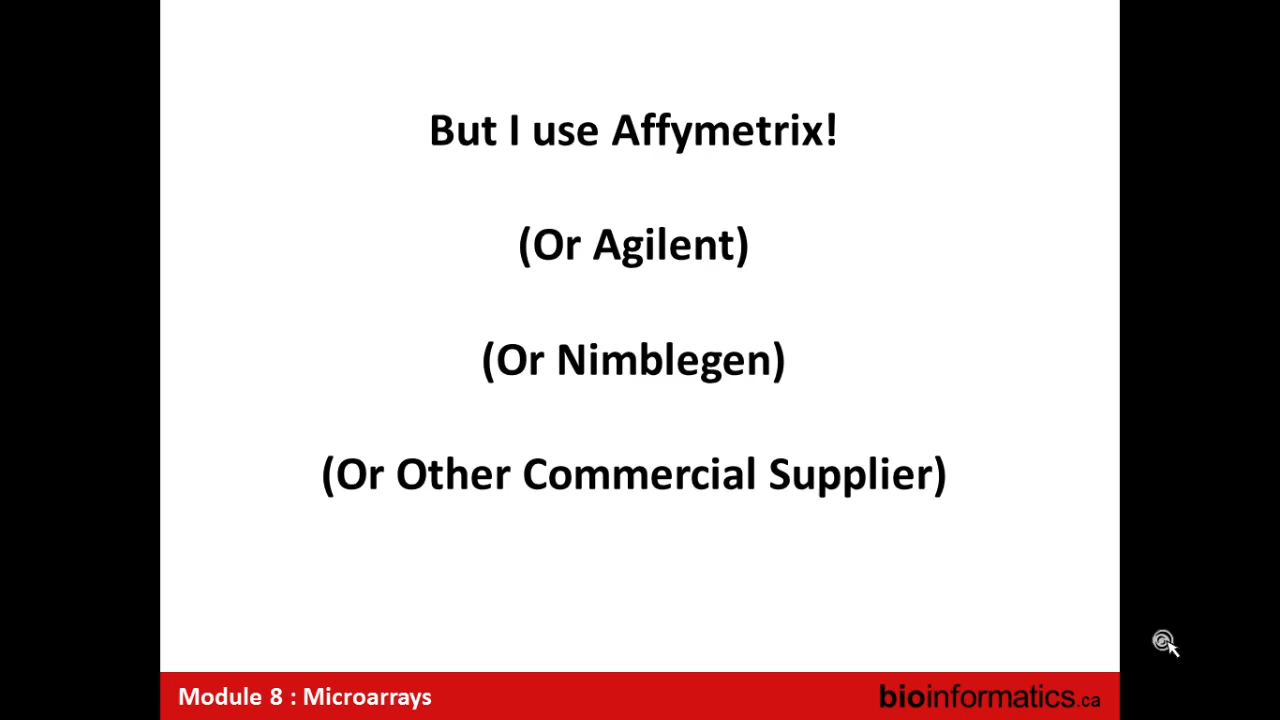 But I use Affymetrix!
(Or Agilent)
(Or Nimblegen)
(Or Other Commercial Supplier)
Module 8 : Microarrays
bioinformatics.ca